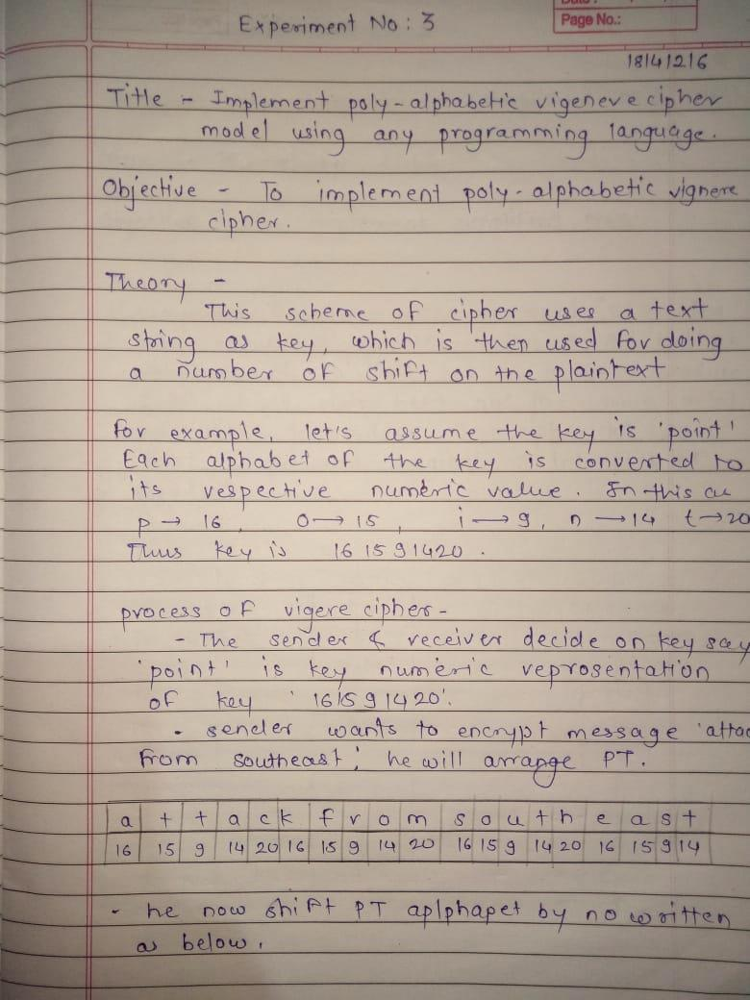 Experiment No : 3
Page No.:
18/4/216
Title - Implement poly-alphabetic vigeneve cipher
model using any programming language.
Objective - To implement poly-alphabetic vignere
cipher.
Theory -
This scheme of cipher uses a text
string as key, which is then used for doing
a number of shift on the plaintext
for example, let's assume the key is 'point'
Each alphabet of the key is converted to
its respective numeric value. In this ca
p → 16, o → 15, i → 9, n → 14 t → 20
Thus key is 16 15 9 14 20.
process of vigere cipher-
- The sender & receiver decide on key say
'point' is key numeric reprosentation
of key '16 15 9 14 20'.
• sender wants to encrypt message 'attac
from southeast', he will arrange PT.
a t t a c k f r o m s o u t h e a s t
16 15 9 14 20 16 15 9 14 20 16 15 9 14 20 16 15 9 14
- he now shift PT aplphapet by no written
as below.